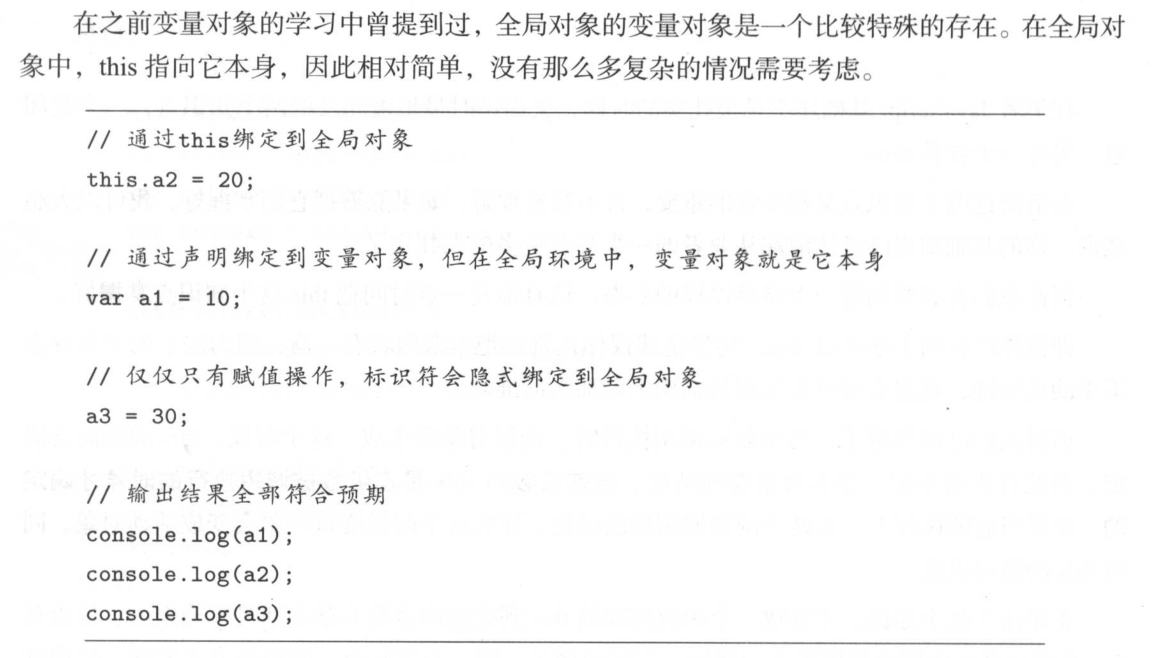 在之前变量对象的学习中曾提到过，全局对象的变量对象是一个比较特殊的存在。在全局对
象中，this 指向它本身，因此相对简单，没有那么多复杂的情况需要考虑。
// 通过this绑定到全局对象
this.a2 = 20;
// 通过声明绑定到变量对象，但在全局环境中，变量对象就是它本身
var a1 = 10;
// 仅仅只有赋值操作，标识符会隐式绑定到全局对象
a3 = 30;
// 输出结果全部符合预期
console.log(a1);
console.log(a2);
console.log(a3);